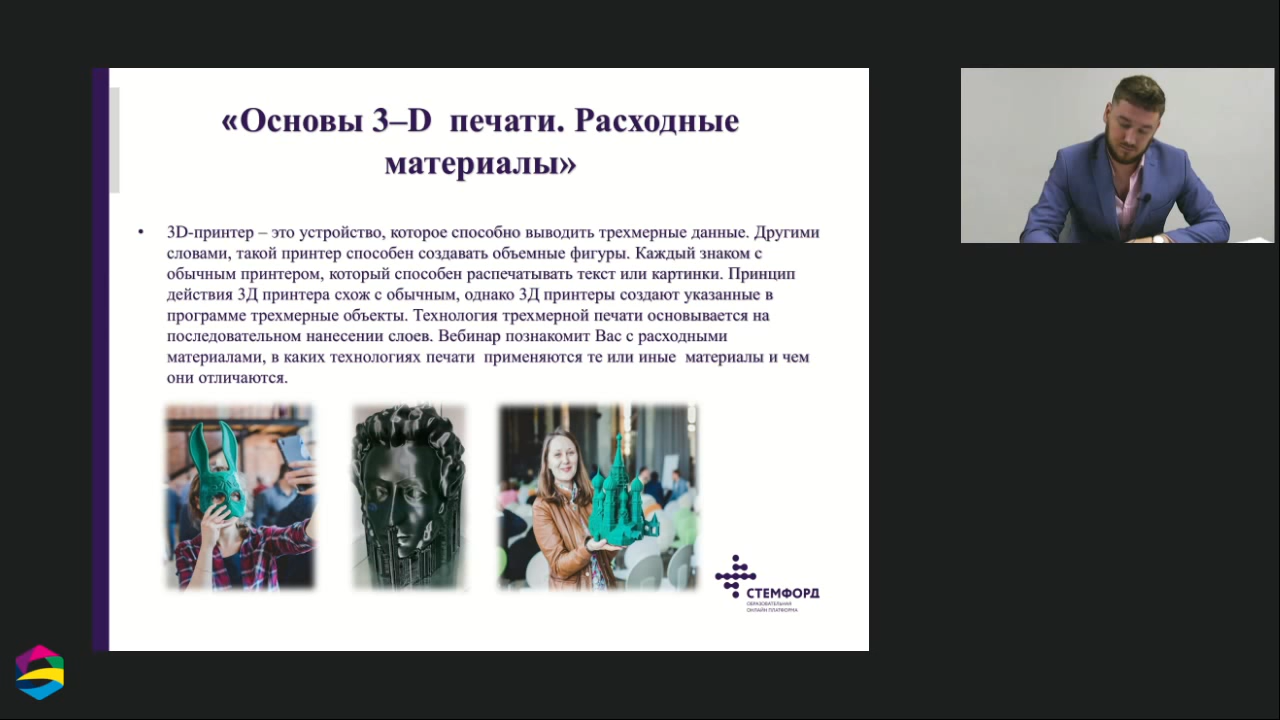 «Основы 3–D печати. Расходные
материалы»
• 3D-принтер – это устройство, которое способно выводить трехмерные данные. Другими
словами, такой принтер способен создавать объемные фигуры. Каждый знаком с
обычным принтером, который способен распечатывать текст или картинки. Принцип
действия 3Д принтера схож с обычным, однако 3Д принтеры создают указанные в
программе трехмерные объекты. Технология трехмерной печати основывается на
последовательном нанесении слоев. Вебинар познакомит Вас с расходными
материалами, в каких технологиях печати применяются те или иные материалы и чем
они отличаются.
СТЕМФОРД
ОБРАЗОВАТЕЛЬНАЯ
ОНЛАЙН ПЛАТФОРМА